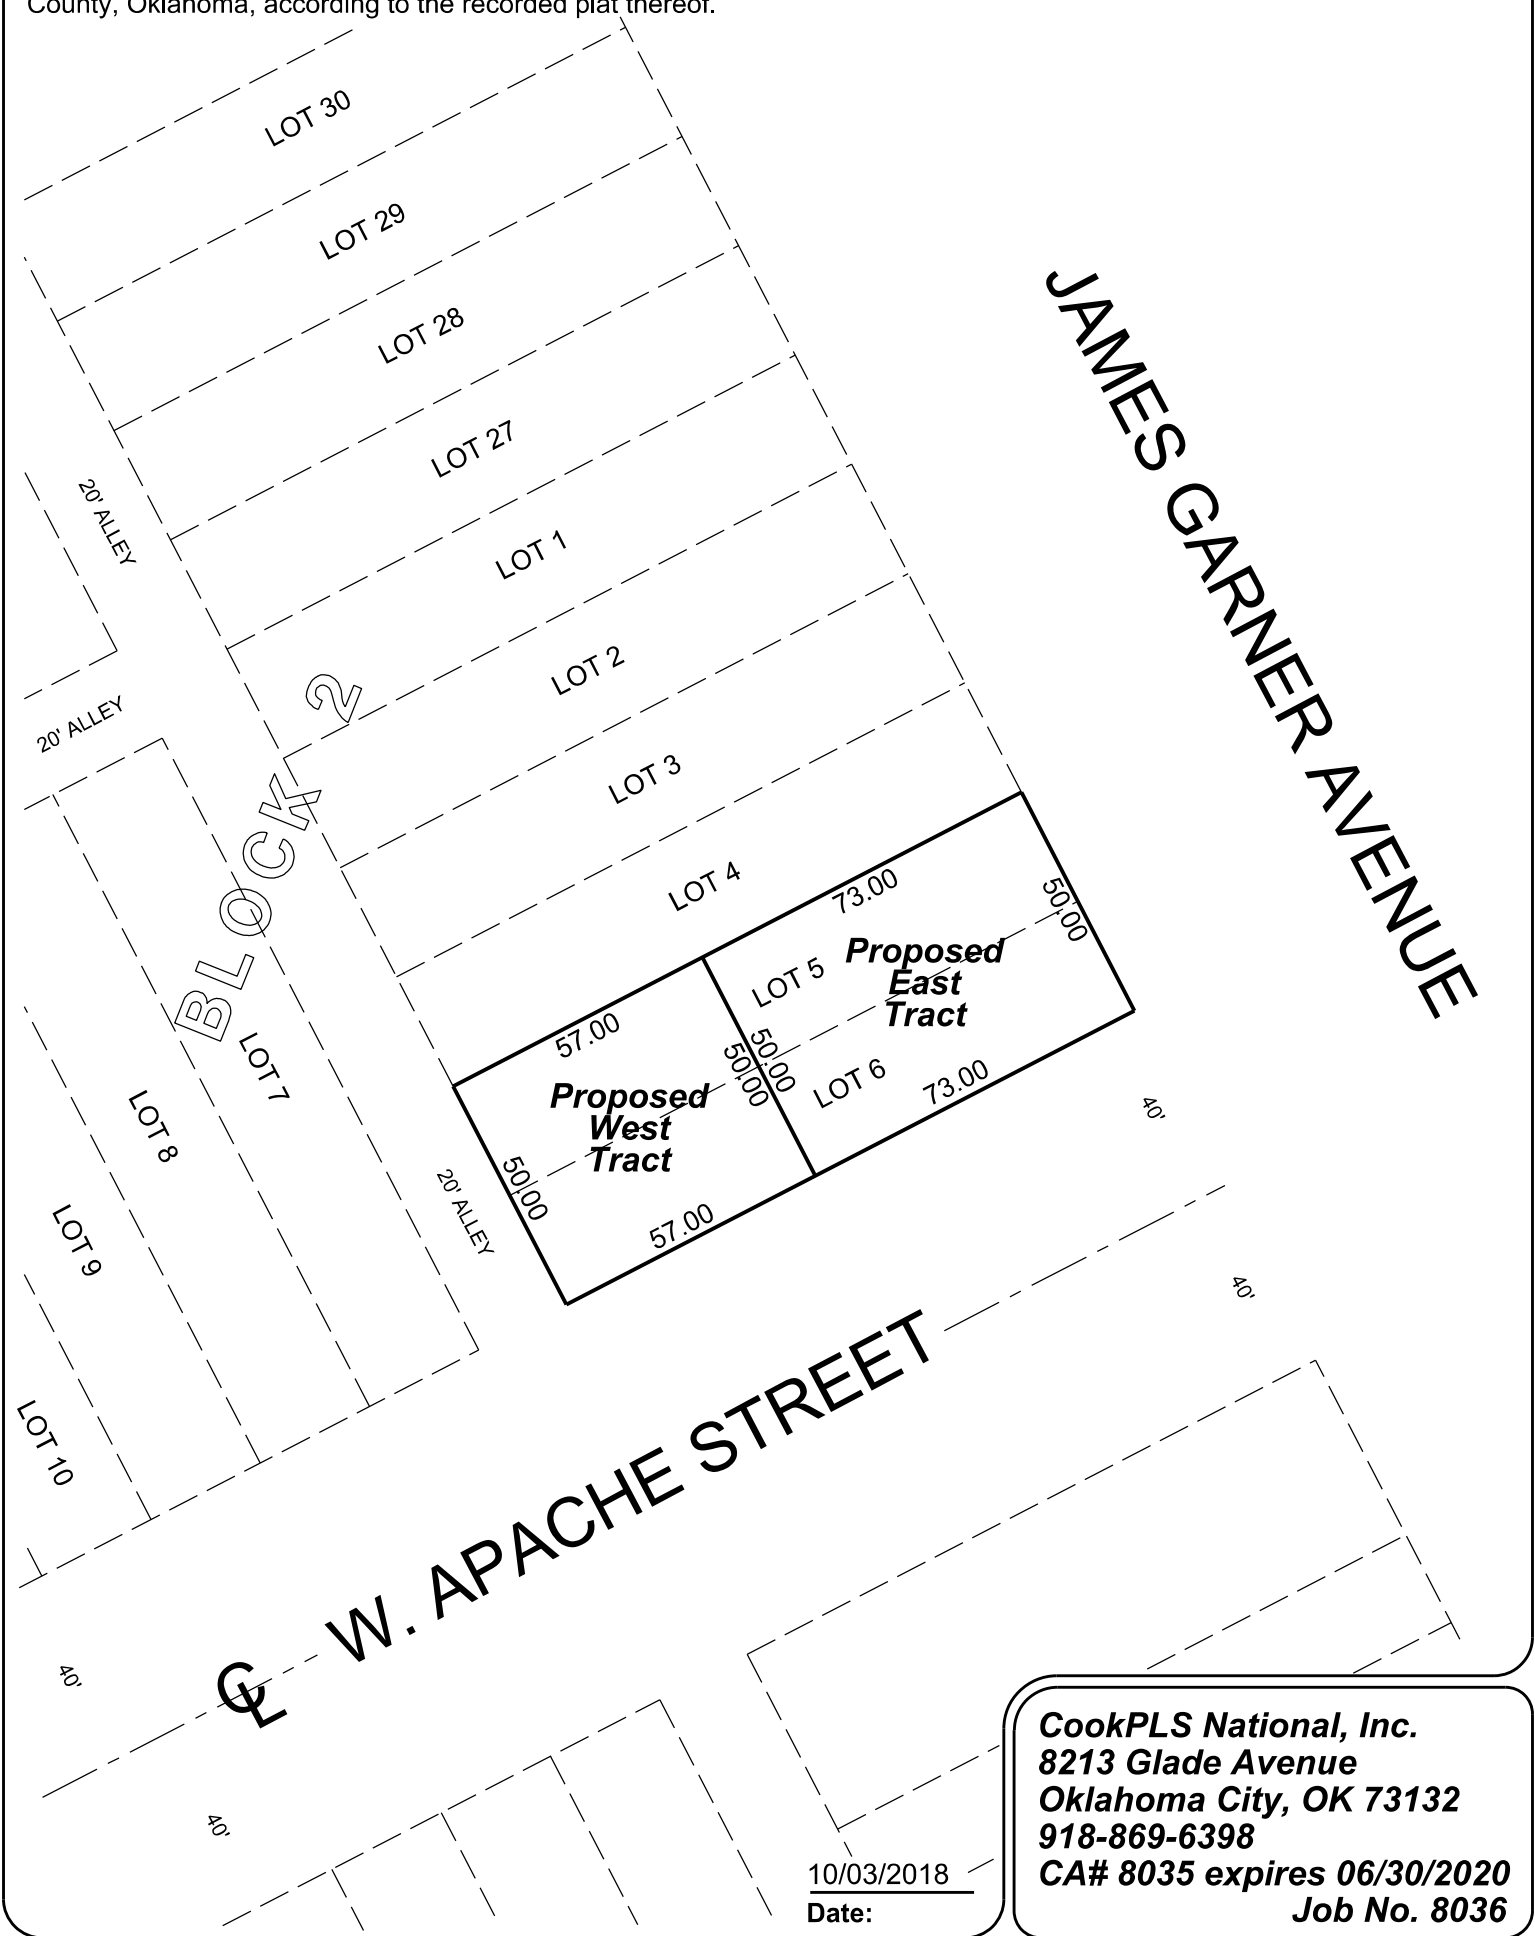 County, Oklahoma, according to the recorded plat thereof.
LOT 30
LOT 29
LOT 28
LOT 27
LOT 1
LOT 2
LOT 3
LOT 4
JAMES GARNER AVENUE
20' ALLEY
20' ALLEY
BLOCK 2
73.00
50.00
LOT 5
Proposed
East
Tract
57.00
50.00
50.00
LOT 6
73.00
Proposed
West
Tract
50.00
57.00
20' ALLEY
LOT 7
LOT 8
LOT 9
LOT 10
40'
40'
W. APACHE STREET
CL
40'
40'
10/03/2018
Date:
CookPLS National, Inc.
8213 Glade Avenue
Oklahoma City, OK 73132
918-869-6398
CA# 8035 expires 06/30/2020
Job No. 8036